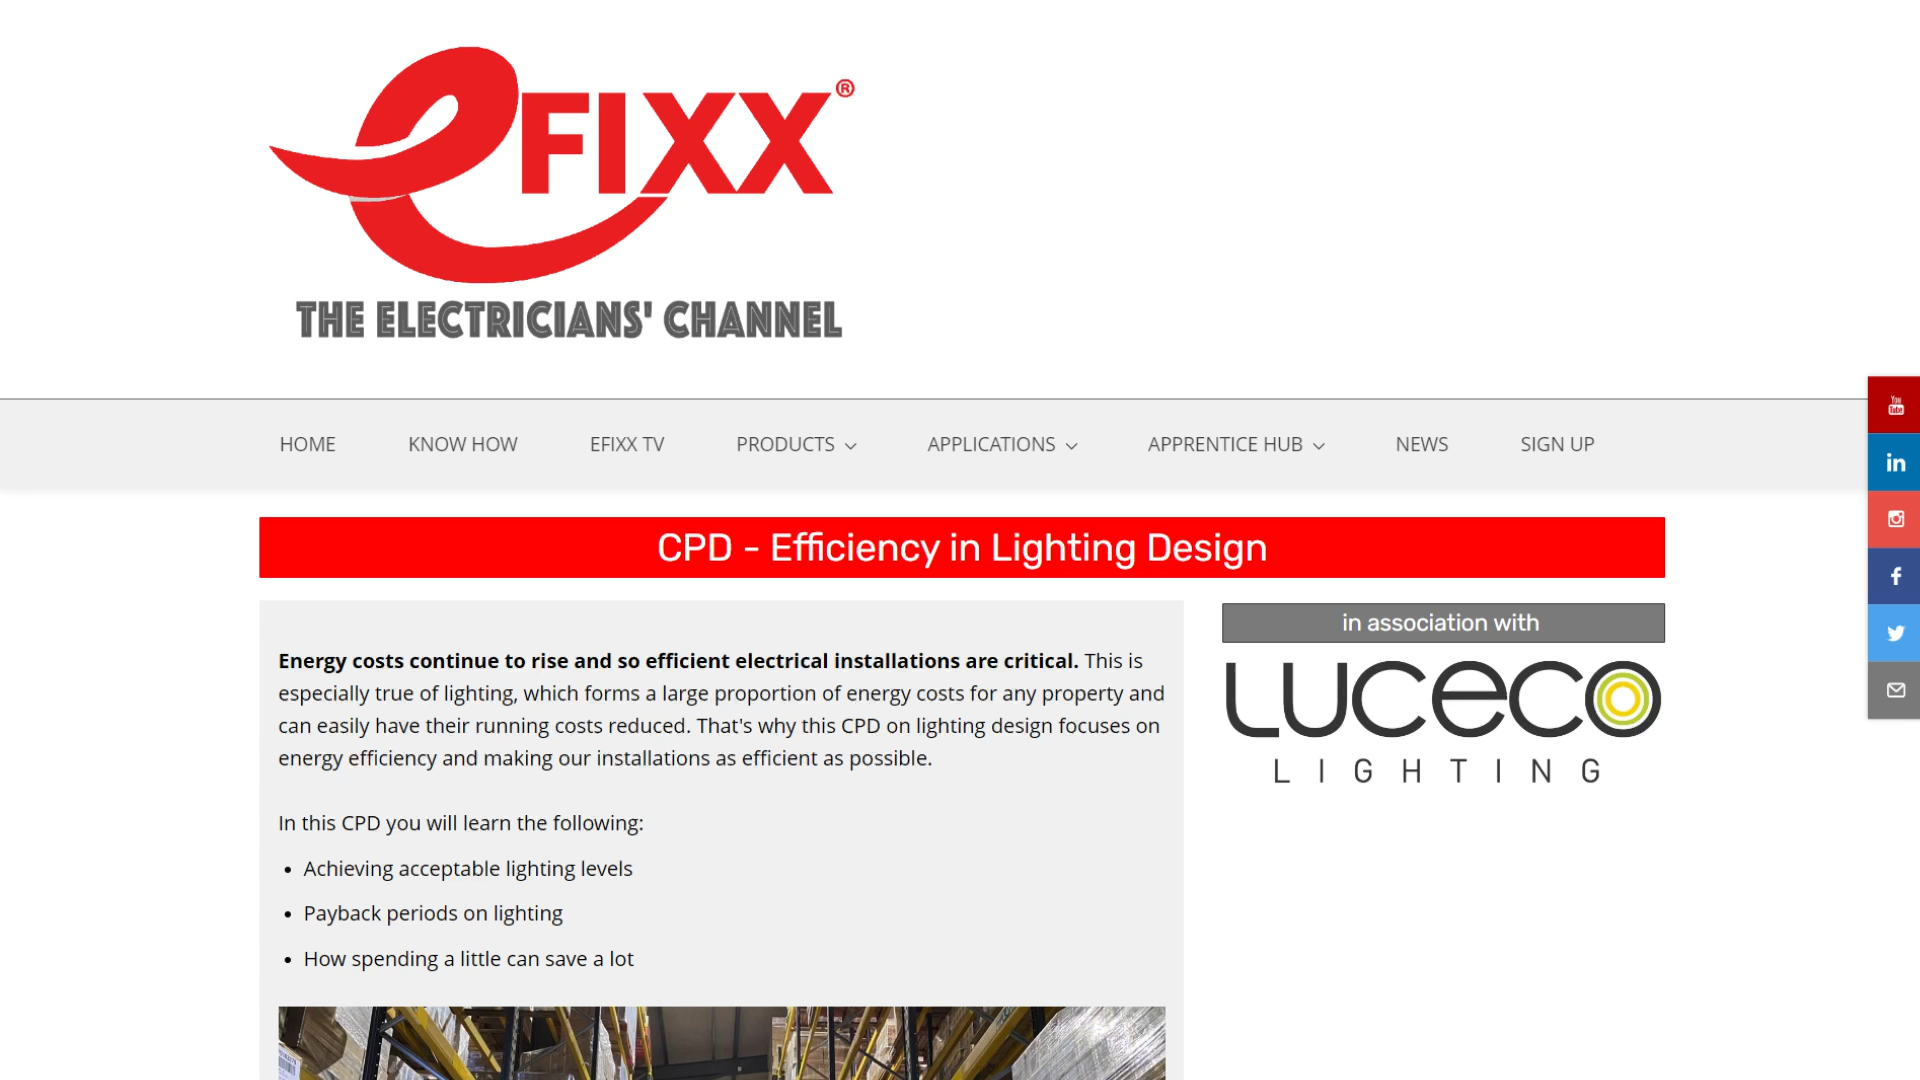 eFIXX®
THE ELECTRICIANS' CHANNEL
HOME KNOW HOW EFIXX TV PRODUCTS APPLICATIONS APPRENTICE HUB NEWS SIGN UP
You Tube
in
f
CPD - Efficiency in Lighting Design
Energy costs continue to rise and so efficient electrical installations are critical. This is
especially true of lighting, which forms a large proportion of energy costs for any property and
can easily have their running costs reduced. That's why this CPD on lighting design focuses on
energy efficiency and making our installations as efficient as possible.
In this CPD you will learn the following:
• Achieving acceptable lighting levels
• Payback periods on lighting
• How spending a little can save a lot
in association with
LUCECO
LIGHTING